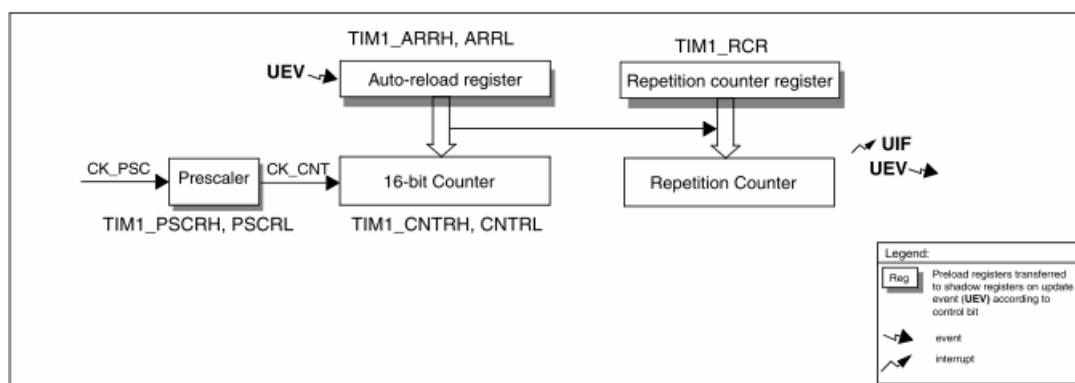 TIM1_ARRH, ARRL
TIM1_RCR
UEV
Auto-reload register
Repetition counter register
UIF
UEV
CK_PSC
Prescaler
CK_CNT
16-bit Counter
Repetition Counter
TIM1_PSCRH, PSCRL
TIM1_CNTRH, CNTRL
Legend:
Reg
Preload registers transferred
to shadow registers on update
event (UEV) according to
control bit
event
interrupt